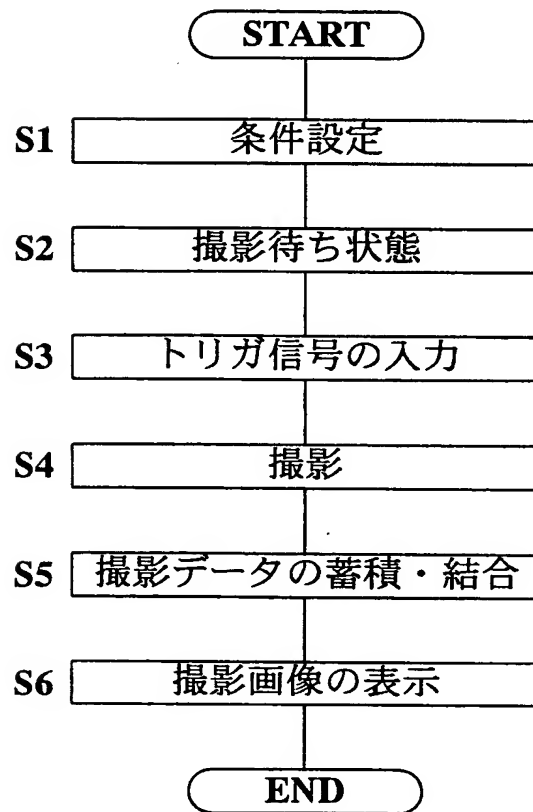 START
S1 条件設定
S2 撮影待ち状態
S3 トリガ信号の入力
S4 撮影
S5 撮影データの蓄積・結合
S6 撮影画像の表示
END